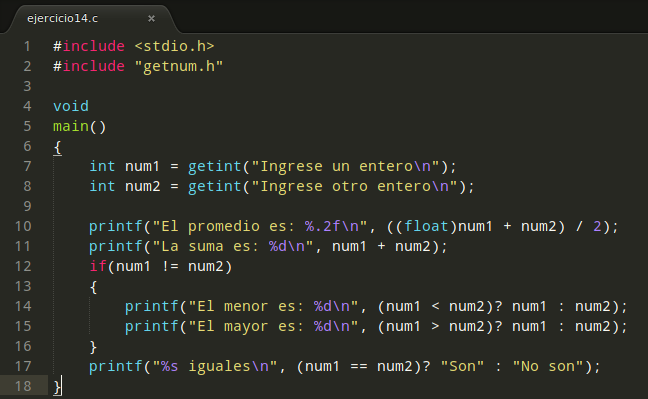 ejercicio14.c ×
1 #include <stdio.h>
2 #include "getnum.h"
3
4 void
5 main()
6 {
7     int num1 = getint("Ingrese un entero\n");
8     int num2 = getint("Ingrese otro entero\n");
9
10     printf("El promedio es: %.2f\n", ((float)num1 + num2) / 2);
11     printf("La suma es: %d\n", num1 + num2);
12     if(num1 != num2)
13     {
14         printf("El menor es: %d\n", (num1 < num2)? num1 : num2);
15         printf("El mayor es: %d\n", (num1 > num2)? num1 : num2);
16     }
17     printf("%s iguales\n", (num1 == num2)? "Son" : "No son");
18 }